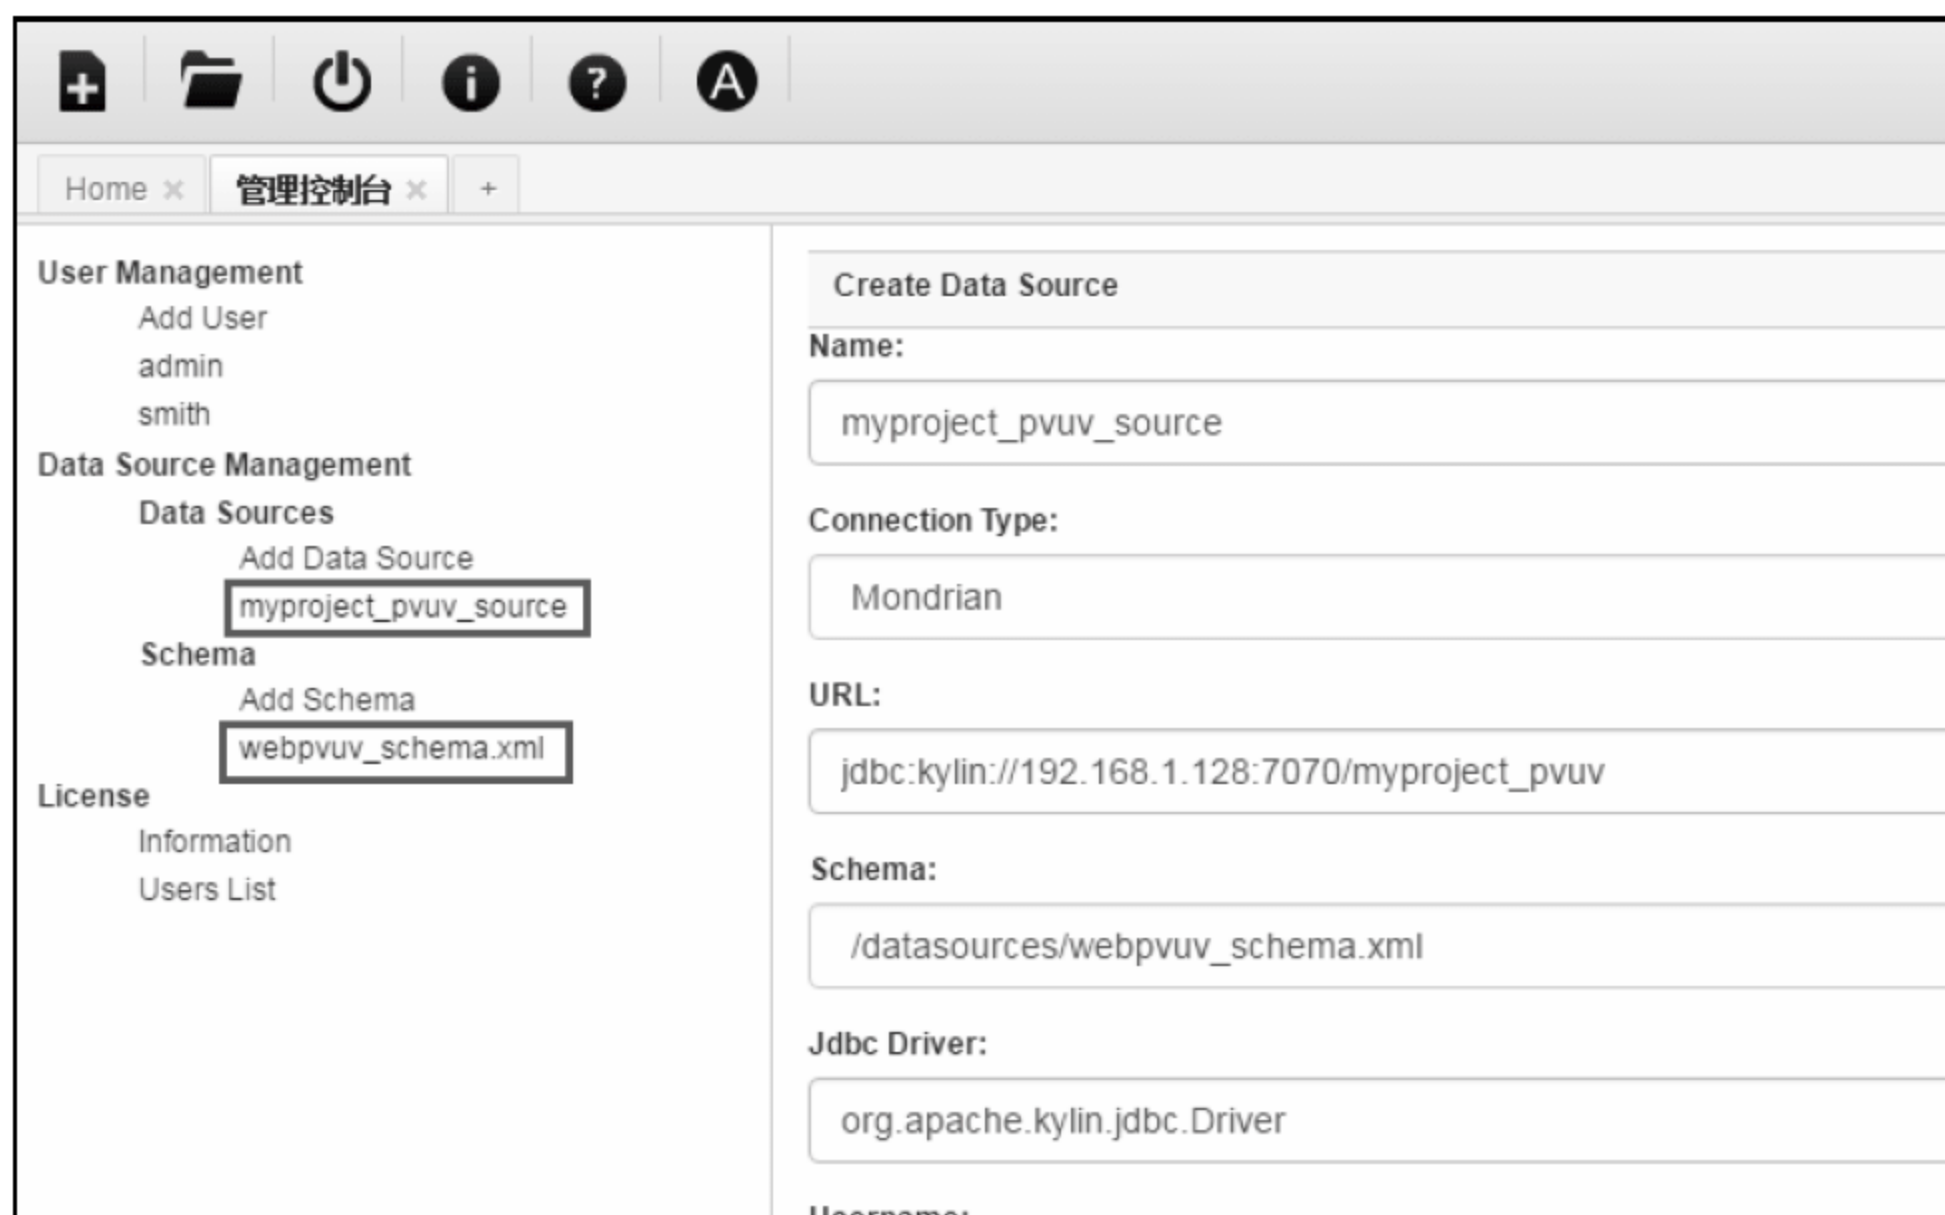 Home
管理控制台
+
User Management
Add User
admin
smith
Data Source Management
Data Sources
Add Data Source
myproject_pvuv_source
Schema
Add Schema
webpvuv_schema.xml
License
Information
Users List
Create Data Source
Name:
myproject_pvuv_source
Connection Type:
Mondrian
URL:
jdbc:kylin://192.168.1.128:7070/myproject_pvuv
Schema:
/datasources/webpvuv_schema.xml
Jdbc Driver:
org.apache.kylin.jdbc.Driver